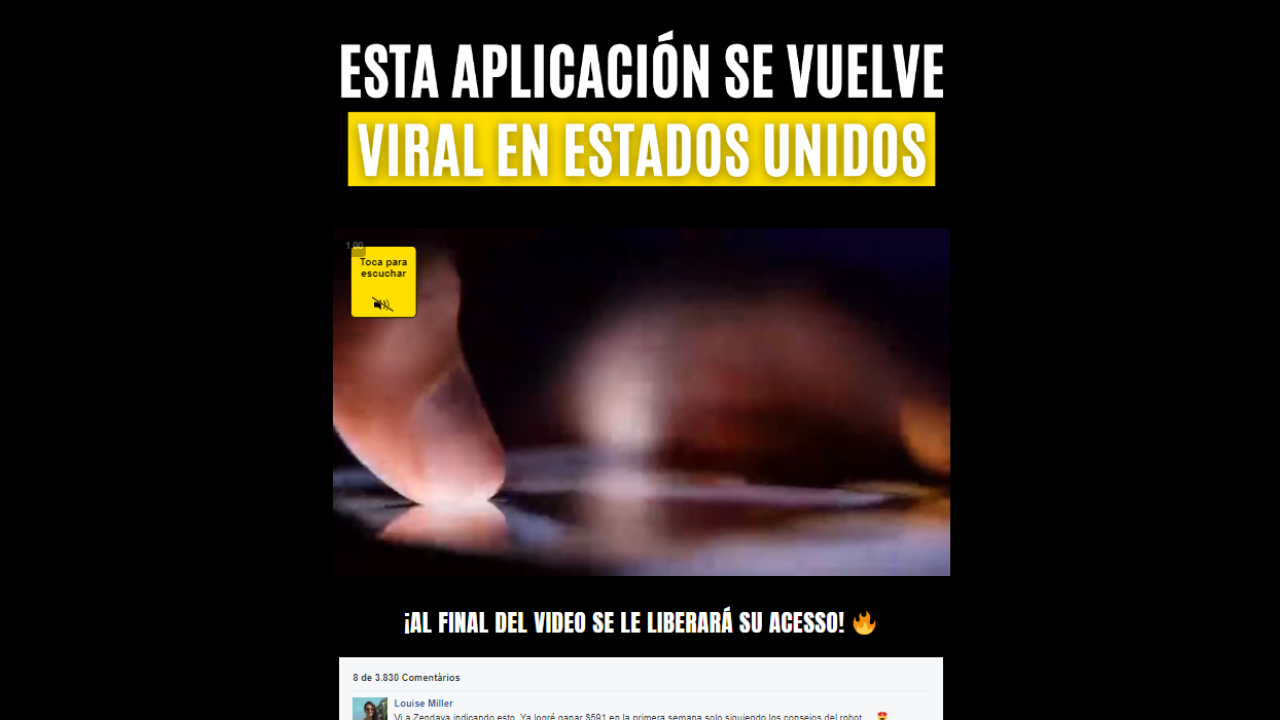 ESTA APLICACIÓN SE VUELVE
VIRAL EN ESTADOS UNIDOS
1.00
Toca para
escuchar
¡AL FINAL DEL VIDEO SE LE LIBERARÁ SU ACESSO! 🔥
8 de 3.830 Comentàrios
Louise Miller
Vi a Zendaya indicando esto. Ya logré ganar $591 en la primera semana solo siguiendo los consejos del robot... 😍